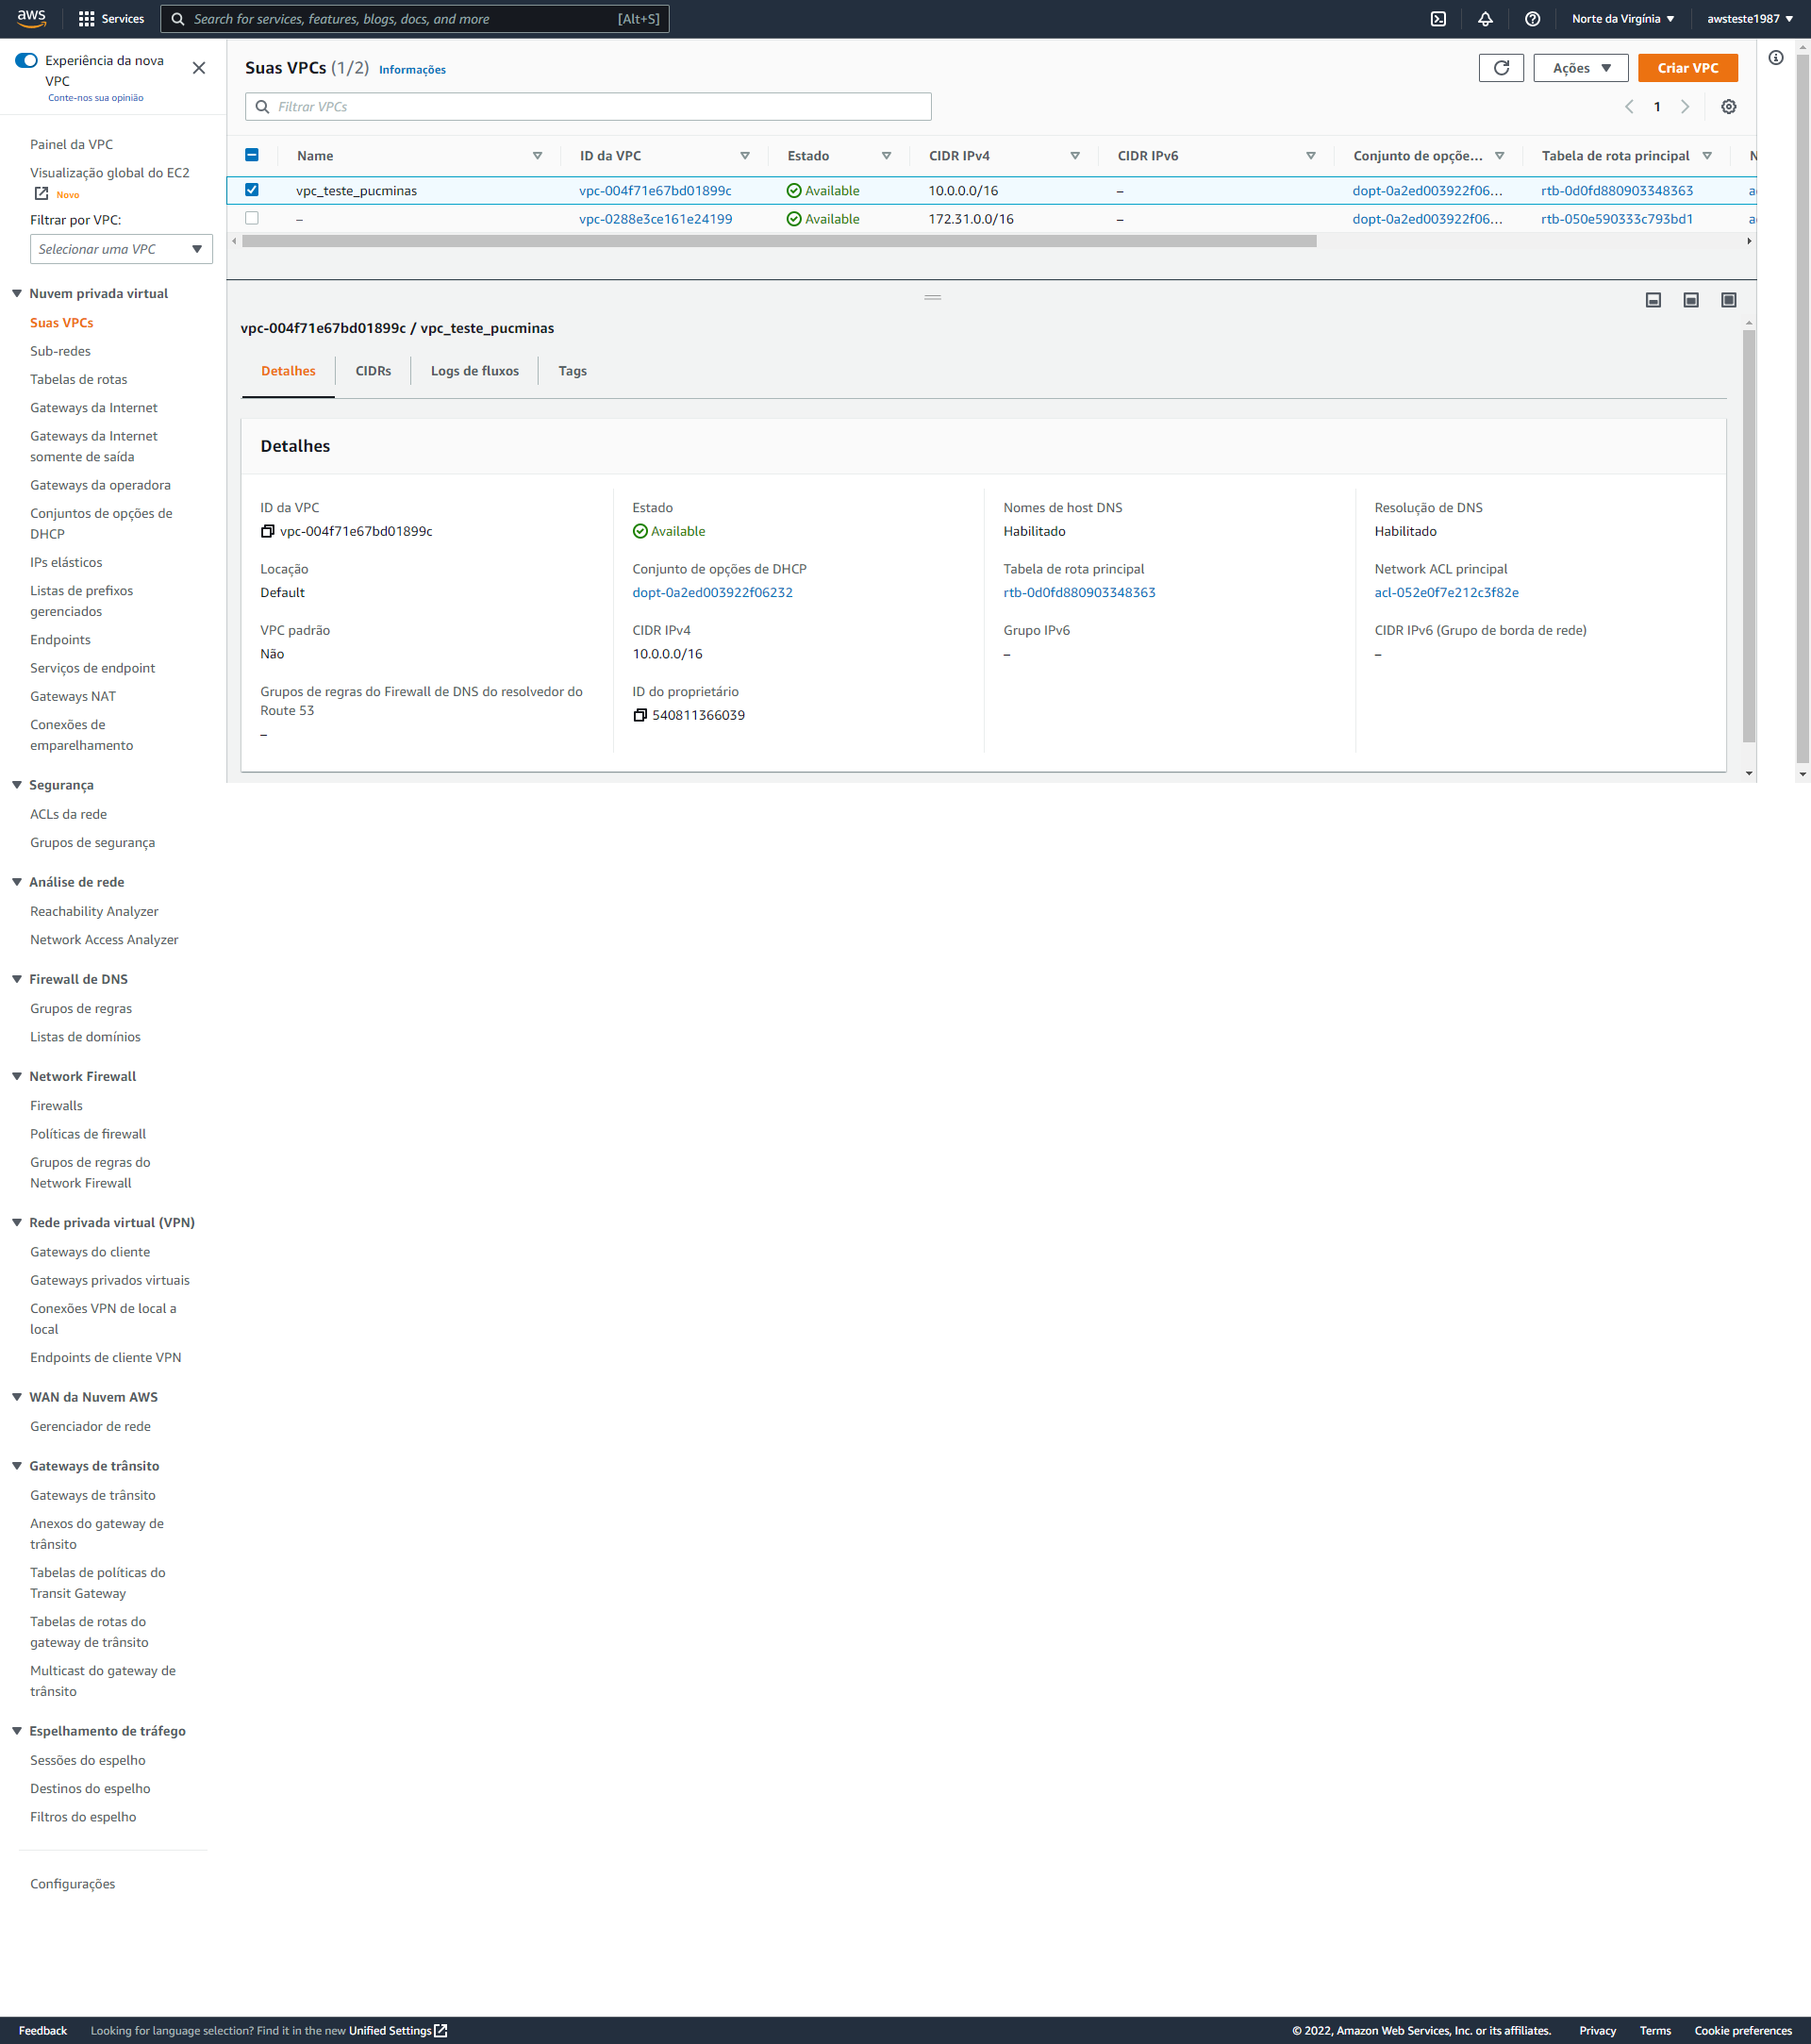 aws
Services
Search for services, features, blogs, docs, and more
[Alt+S]
Norte da Virgínia
awsteste1987
Experiência da nova
VPC
Conte-nos sua opinião
Painel da VPC
Visualização global do EC2
Novo
Filtrar por VPC:
Selecionar uma VPC
Nuvem privada virtual
Suas VPCs
Sub-redes
Tabelas de rotas
Gateways da Internet
Gateways da Internet
somente de saída
Gateways da operadora
Conjuntos de opções de
DHCP
IPs elásticos
Listas de prefixos
gerenciados
Endpoints
Serviços de endpoint
Gateways NAT
Conexões de
emparelhamento
Segurança
ACLs da rede
Grupos de segurança
Análise de rede
Reachability Analyzer
Network Access Analyzer
Firewall de DNS
Grupos de regras
Listas de domínios
Network Firewall
Firewalls
Políticas de firewall
Grupos de regras do
Network Firewall
Rede privada virtual (VPN)
Gateways do cliente
Gateways privados virtuais
Conexões VPN de local a
local
Endpoints de cliente VPN
WAN da Nuvem AWS
Gerenciador de rede
Gateways de trânsito
Gateways de trânsito
Anexos do gateway de
trânsito
Tabelas de políticas do
Transit Gateway
Tabelas de rotas do
gateway de trânsito
Multicast do gateway de
trânsito
Espelhamento de tráfego
Sessões do espelho
Destinos do espelho
Filtros do espelho
Configurações
Suas VPCs (1/2) Informações
Ações
Criar VPC
Filtrar VPCs
1
Name ID da VPC Estado CIDR IPv4 CIDR IPv6 Conjunto de opçõe... Tabela de rota principal N
vpc_teste_pucminas vpc-004f71e67bd01899c Available 10.0.0.0/16 – dopt-0a2ed003922f06... rtb-0d0fd880903348363 a
– vpc-0288e3ce161e24199 Available 172.31.0.0/16 – dopt-0a2ed003922f06... rtb-050e590333c793bd1 a
vpc-004f71e67bd01899c / vpc_teste_pucminas
Detalhes CIDRs Logs de fluxos Tags
Detalhes
ID da VPC Estado Nomes de host DNS Resolução de DNS
vpc-004f71e67bd01899c Available Habilitado Habilitado
Locação Conjunto de opções de DHCP Tabela de rota principal Network ACL principal
Default dopt-0a2ed003922f06232 rtb-0d0fd880903348363 acl-052e0f7e212c3f82e
VPC padrão CIDR IPv4 Grupo IPv6 CIDR IPv6 (Grupo de borda de rede)
Não 10.0.0.0/16 – –
Grupos de regras do Firewall de DNS do resolvedor do
Route 53
–
ID do proprietário
540811366039
Feedback Looking for language selection? Find it in the new Unified Settings
© 2022, Amazon Web Services, Inc. or its affiliates. Privacy Terms Cookie preferences